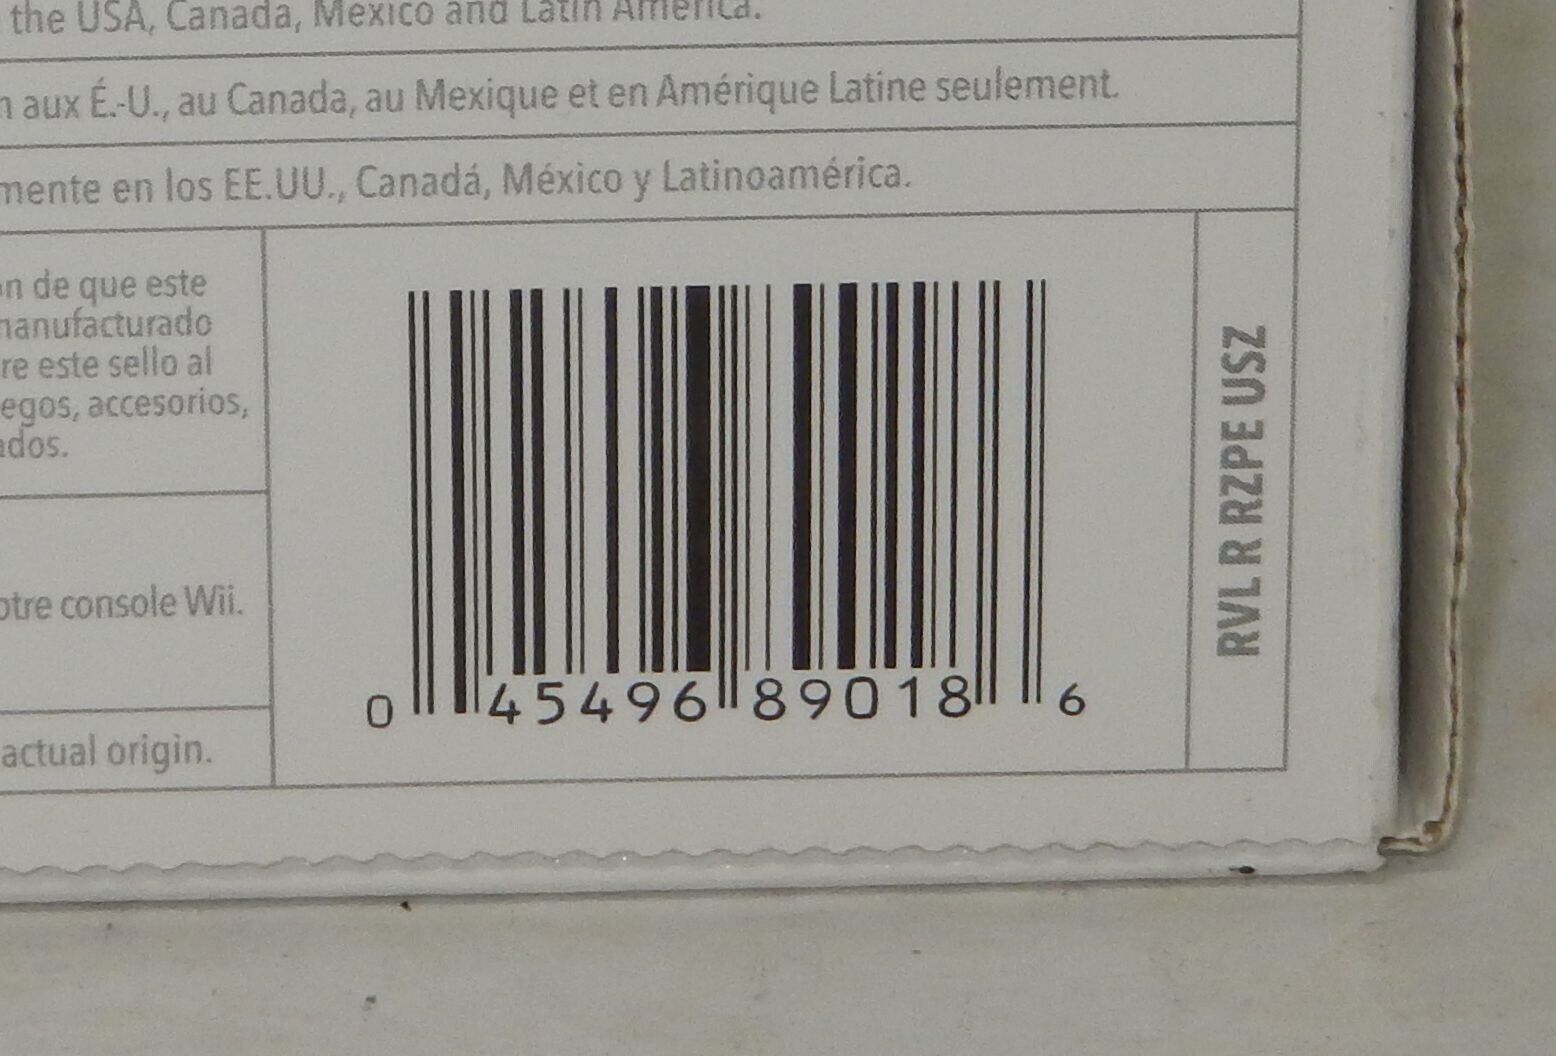 the USA, Canada, Mexico and Latin America.
aux É.-U., au Canada, au Mexique et en Amérique Latine seulement.
mente en los EE.UU., Canadá, México y Latinoamérica.
n de que este
manufacturado
re este sello al
egos, accesorios,
ados.
otre console Wii.
actual origin.
0 45496 89018 6
RVL R RZPE USZ